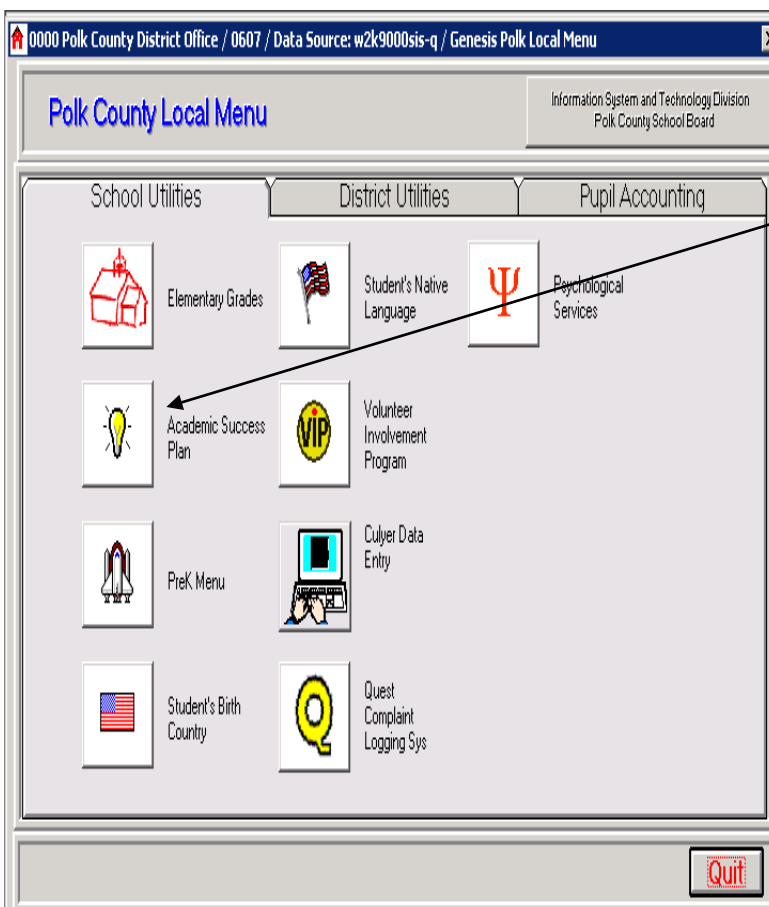 0000 Polk County District Office / 0607 / Data Source: w2k9000sis-q / Genesis Polk Local Menu
Polk County Local Menu
Information System and Technology Division
Polk County School Board
School Utilities
District Utilities
Pupil Accounting
Elementary Grades
Student's Native
Language
Ψ
Psychological
Services
Academic Success
Plan
VIP
Volunteer
Involvement
Program
PreK Menu
Culyer Data
Entry
Student's Birth
Country
Q
Quest
Complaint
Logging Sys
Quit